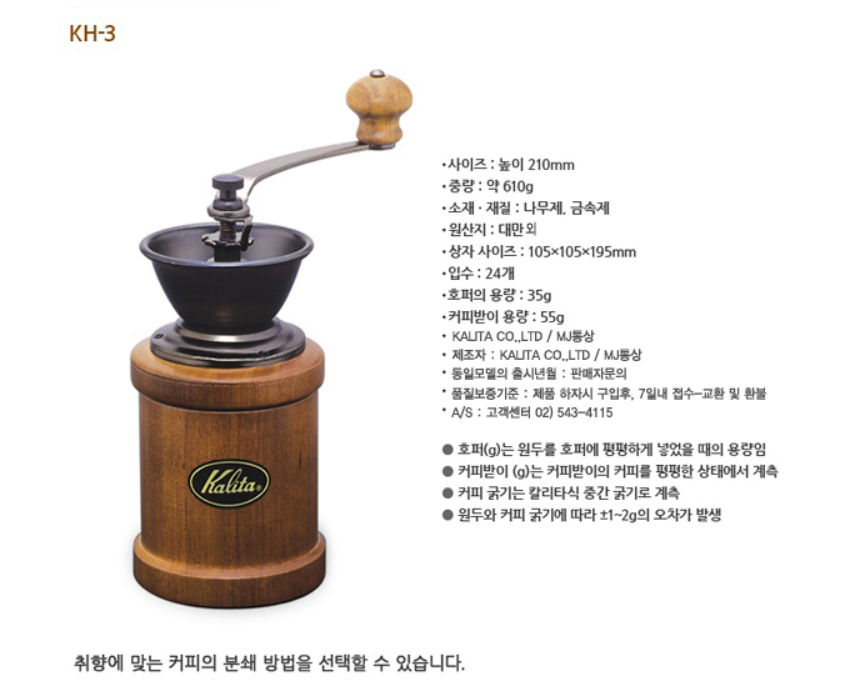 KH-3
•사이즈 : 높이 210mm
•중량 : 약 610g
•소재 · 재질 : 나무제, 금속제
•원산지 : 대만외
•상자 사이즈 : 105×105×195mm
•입수 : 24개
•호퍼의 용량 : 35g
•커피받이 용량 : 55g
• KALITA CO.,LTD / MJ통상
• 제조자 : KALITA CO.,LTD / MJ통상
• 동일모델의 출시년월 : 판매자문의
• 품질보증기준 : 제품 하자시 구입후, 7일내 접수-교환 및 환불
• A/S : 고객센터 02) 543-4115
Kalita®
● 호퍼(g)는 원두를 호퍼에 평평하게 넣었을 때의 용량임
● 커피받이 (g)는 커피받이의 커피를 평평한 상태에서 계측
● 커피 굵기는 칼리타식 중간 굵기로 계측
● 원두와 커피 굵기에 따라 ±1~2g의 오차가 발생
취향에 맞는 커피의 분쇄 방법을 선택할 수 있습니다.